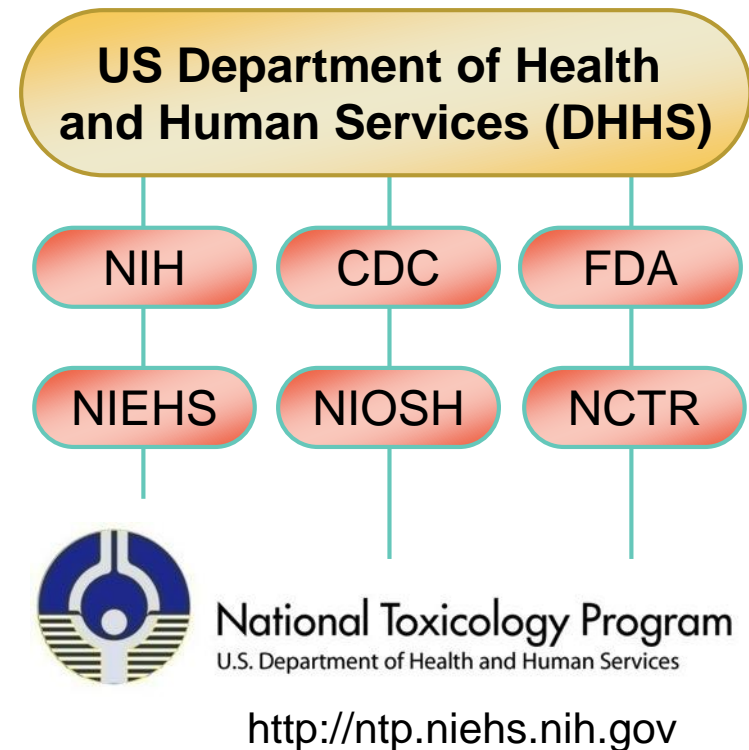 US Department of Health
and Human Services (DHHS)
NIH CDC FDA
NIEHS NIOSH NCTR
National Toxicology Program
U.S. Department of Health and Human Services
http://ntp.niehs.nih.gov